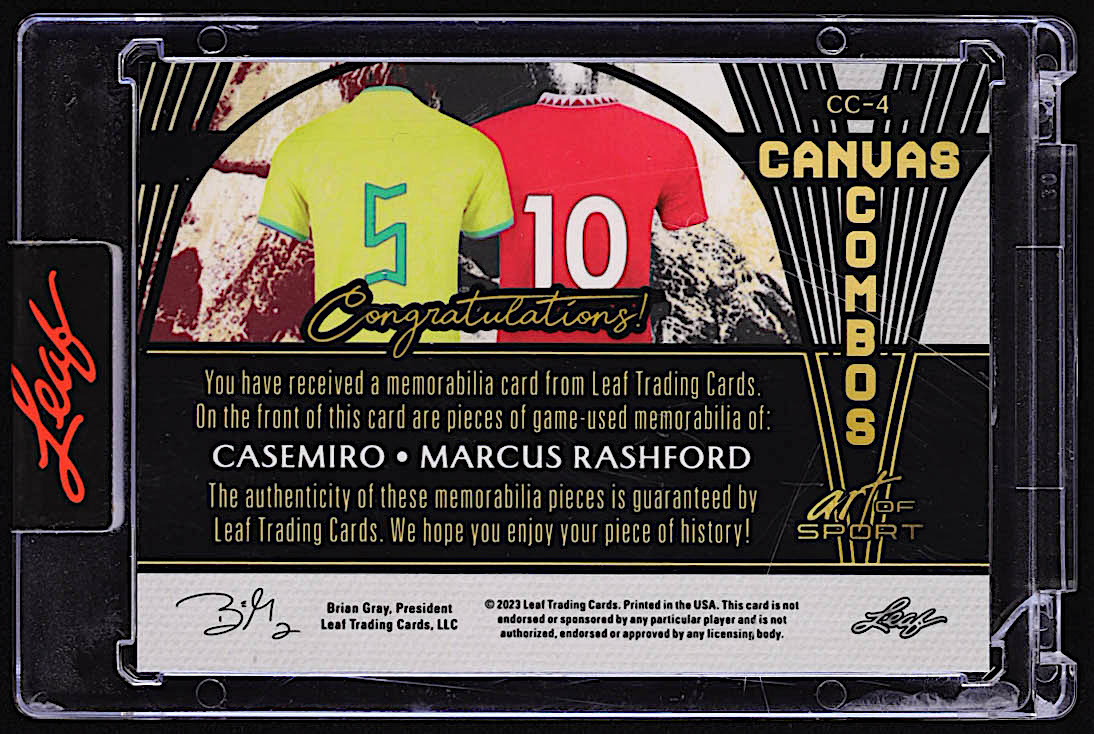 Leaf
CC-4
CANVAS
COMBOS
5
10
Congratulations!
You have received a memorabilia card from Leaf Trading Cards.
On the front of this card are pieces of game-used memorabilia of:
CASEMIRO • MARCUS RASHFORD
The authenticity of these memorabilia pieces is guaranteed by
Leaf Trading Cards. We hope you enjoy your piece of history!
art OF
SPORT
Brian Gray, President
Leaf Trading Cards, LLC
© 2023 Leaf Trading Cards. Printed in the USA. This card is not
endorsed or sponsored by any particular player and is not
authorized, endorsed or approved by any licensing body.
Leaf